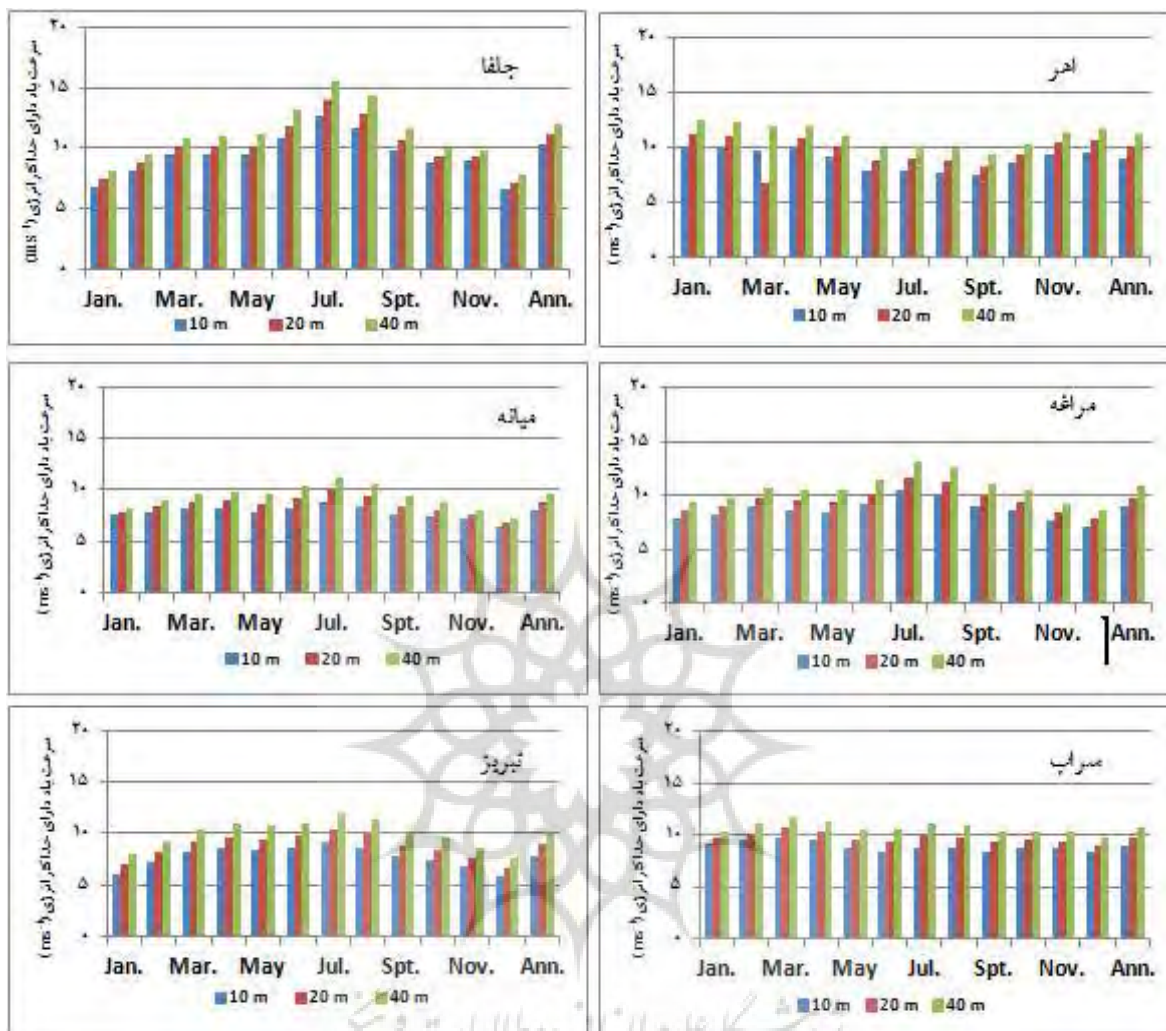 جلفا
سرعت باد دارای حداکثر انرژی (ms⁻¹)
۲۰
۱۵
۱۰
۵
۰
Jan. Mar. May Jul. Spt. Nov. Ann.
10 m 20 m 40 m
اهر
سرعت باد دارای حداکثر انرژی (ms⁻¹)
۲۰
۱۵
۱۰
۵
۰
Jan. Mar. May Jul. Spt. Nov. Ann.
10 m 20 m 40 m
میانه
سرعت باد دارای حداکثر انرژی (ms⁻¹)
۲۰
۱۵
۱۰
۵
۰
Jan. Mar. May Jul. Spt. Nov. Ann.
10 m 20 m 40 m
مراغه
سرعت باد دارای حداکثر انرژی (ms⁻¹)
۲۰
۱۵
۱۰
۵
۰
Jan. Mar. May Jul. Spt. Nov. Ann.
10 m 20 m 40 m
تبریز
سرعت باد دارای حداکثر انرژی (ms⁻¹)
۲۰
۱۵
۱۰
۵
۰
Jan. Mar. May Jul. Spt. Nov. Ann.
10 m 20 m 40 m
سراب
سرعت باد دارای حداکثر انرژی (ms⁻¹)
۲۰
۱۵
۱۰
۵
۰
Jan. Mar. May Jul. Spt. Nov. Ann.
10 m 20 m 40 m